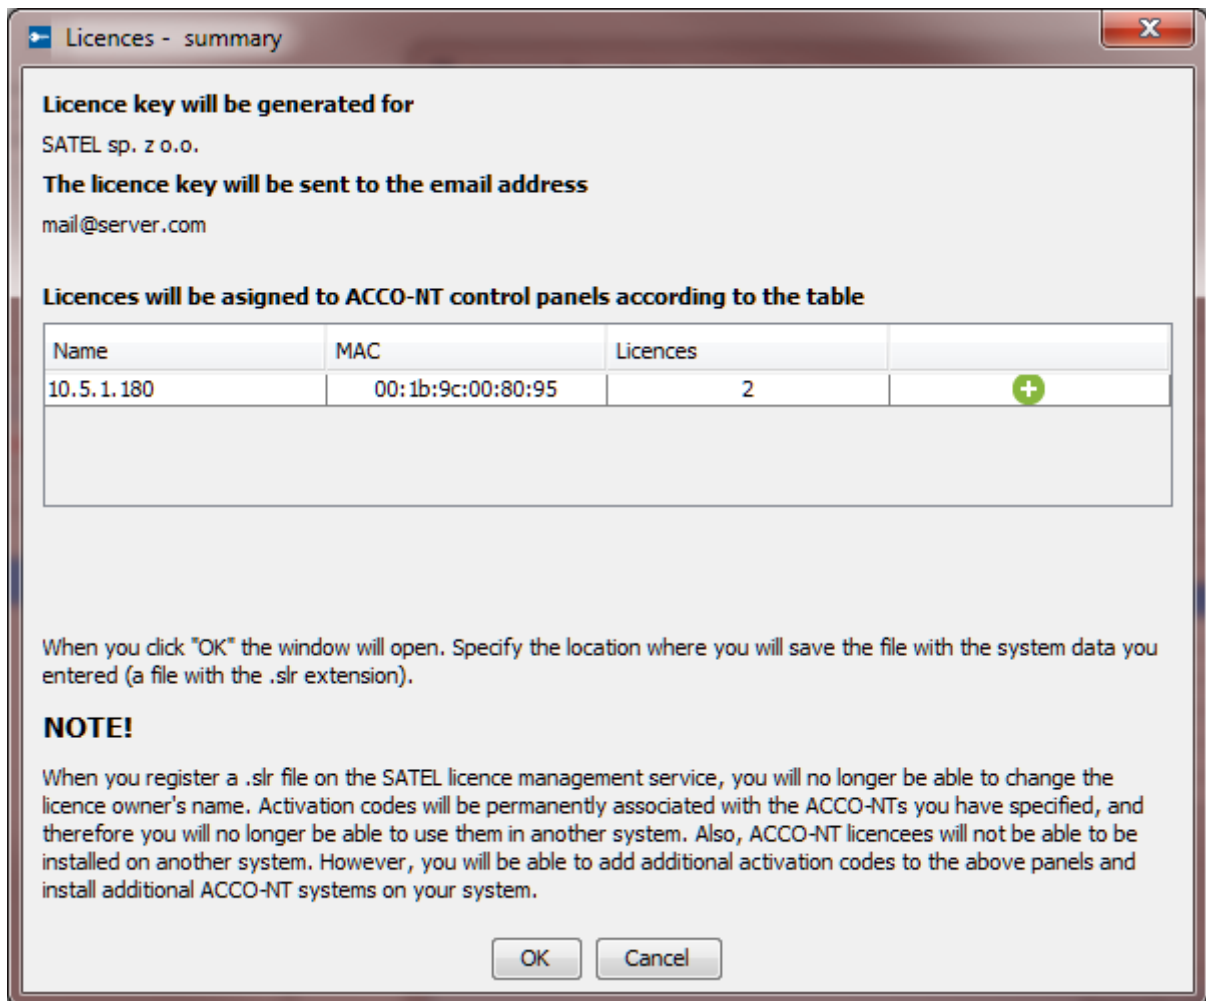 Licences - summary
Licence key will be generated for
SATEL sp. z o.o.
The licence key will be sent to the email address
mail@server.com
Licences will be asigned to ACCO-NT control panels according to the table
Name MAC Licences
10.5.1.180 00:1b:9c:00:80:95 2
When you click "OK" the window will open. Specify the location where you will save the file with the system data you
entered (a file with the .slr extension).
NOTE!
When you register a .slr file on the SATEL licence management service, you will no longer be able to change the
licence owner's name. Activation codes will be permanently associated with the ACCO-NTs you have specified, and
therefore you will no longer be able to use them in another system. Also, ACCO-NT licencees will not be able to be
installed on another system. However, you will be able to add additional activation codes to the above panels and
install additional ACCO-NT systems on your system.
OK Cancel